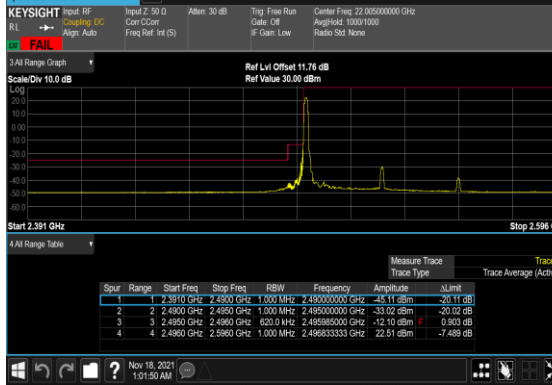 KEYSIGHT Input: RF Input Z: 50 Ω Atten: 30 dB Trig: Free Run Center Freq: 22.005000000 GHz
RL Coupling: DC Corr CCorr Gate: Off Avg|Hold: 1000/1000
Align: Auto Freq Ref: Int (S) IF Gain: Low Radio Std: None
LXI FAIL
3 All Range Graph
Ref Lvl Offset 11.76 dB
Scale/Div 10.0 dB Ref Value 30.00 dBm
Log
20.0
10.0
0.00
-10.0
-20.0
-30.0
-40.0
-50.0
-60.0
Start 2.391 GHz Stop 2.596
4 All Range Table
Measure Trace Trace
Trace Type Trace Average (Acti
Spur Range Start Freq Stop Freq RBW Frequency Amplitude ΔLimit
1 1 2.3910 GHz 2.4900 GHz 1.000 MHz 2.490000000 GHz -45.11 dBm -20.11 dB
2 2 2.4900 GHz 2.4950 GHz 1.000 MHz 2.495000000 GHz -33.02 dBm -20.02 dB
3 3 2.4950 GHz 2.4960 GHz 620.0 kHz 2.495985000 GHz -12.10 dBm F 0.903 dB
4 4 2.4960 GHz 2.5960 GHz 1.000 MHz 2.496833333 GHz 22.51 dBm -7.489 dB
? Nov 18, 2021
1:01:50 AM